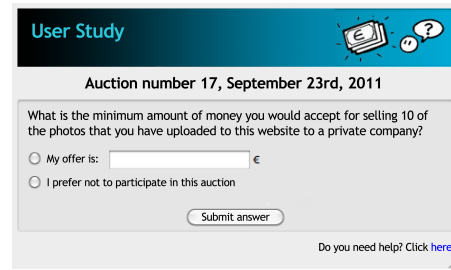 User Study
€
?
Auction number 17, September 23rd, 2011
What is the minimum amount of money you would accept for selling 10 of
the photos that you have uploaded to this website to a private company?
My offer is: €
I prefer not to participate in this auction
Submit answer
Do you need help? Click here